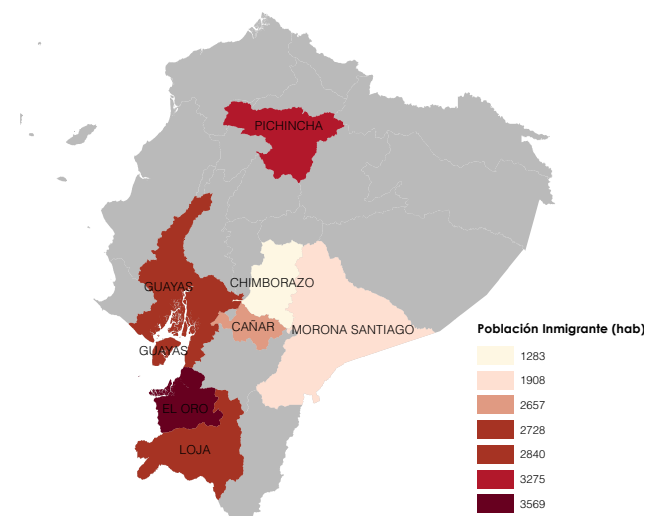 PICHINCHA
GUAYAS
CHIMBORAZO
CAÑAR
MORONA SANTIAGO
GUAYAS
EL ORO
LOJA
Población Inmigrante (hab)
1283
1908
2657
2728
2840
3275
3569